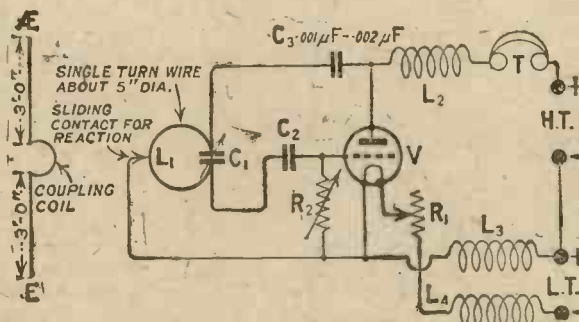 Æ
3'-0"
3'-0"
E'
COUPLING
COIL
SINGLE TURN WIRE
ABOUT 5" DIA.
SLIDING
CONTACT FOR
REACTION
L1
C1
C2
C3 .001μF-.002μF
R2
V
R1
L2
T
H.T.
L3
L4
L.T.
+
-
+
-